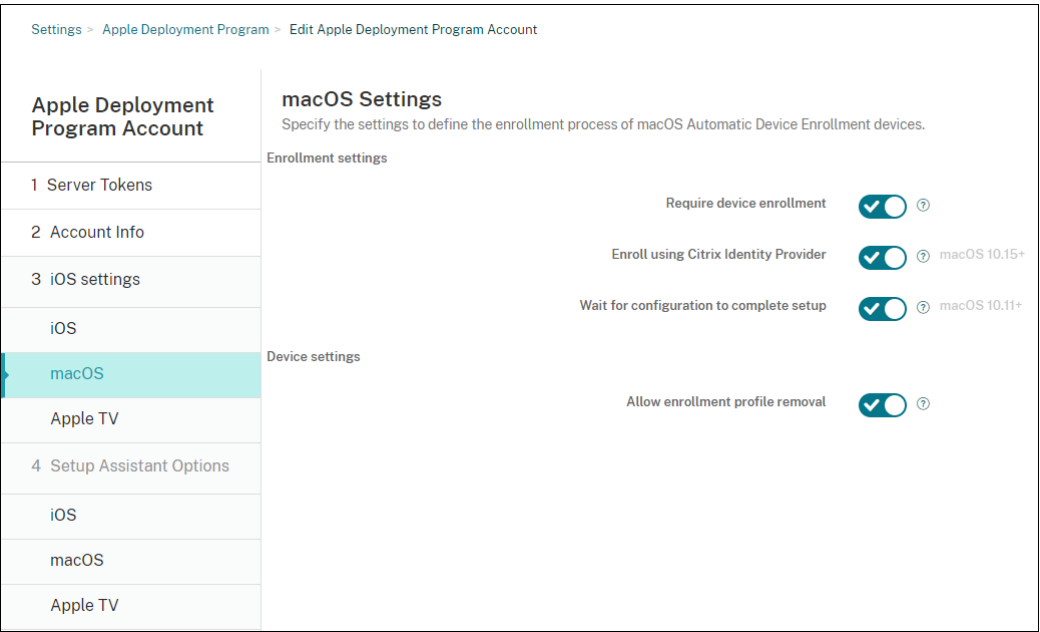 Settings > Apple Deployment Program > Edit Apple Deployment Program Account
Apple Deployment
Program Account
1 Server Tokens
2 Account Info
3 iOS settings
iOS
macOS
Apple TV
4 Setup Assistant Options
iOS
macOS
Apple TV
macOS Settings
Specify the settings to define the enrollment process of macOS Automatic Device Enrollment devices.
Enrollment settings
Require device enrollment ?
Enroll using Citrix Identity Provider ? macOS 10.15+
Wait for configuration to complete setup ? macOS 10.11+
Device settings
Allow enrollment profile removal ?